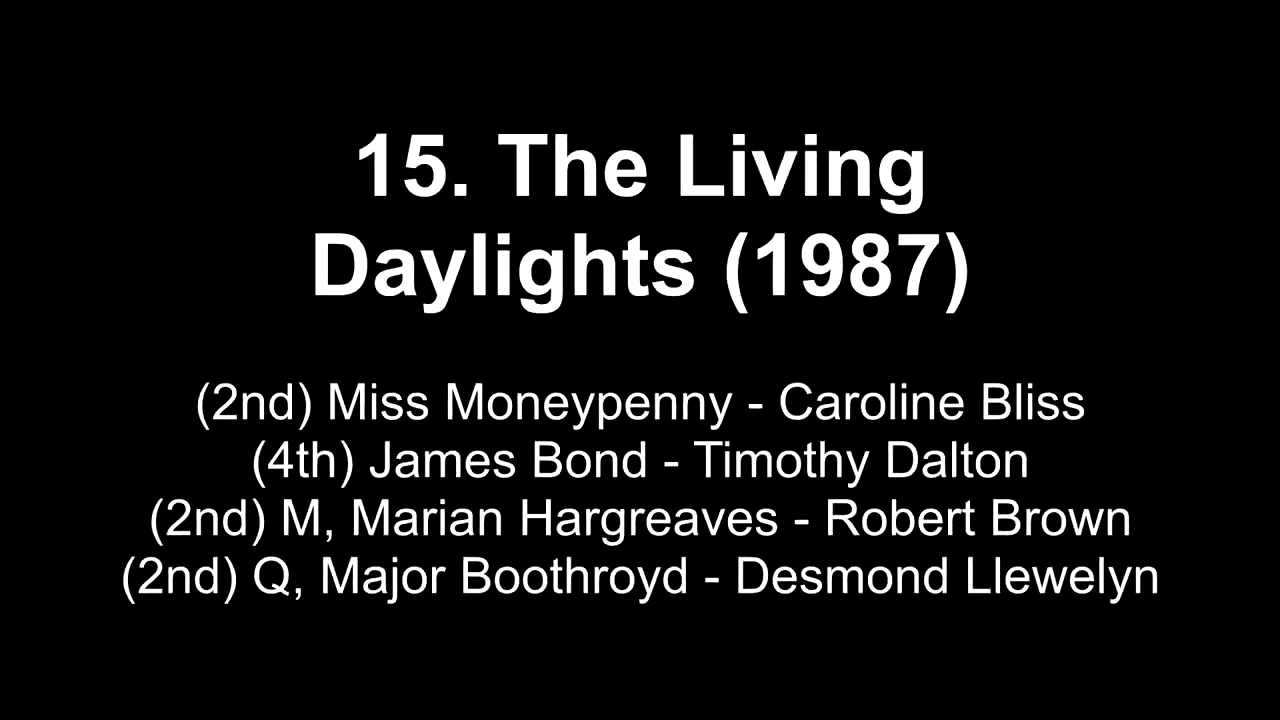 15. The Living
Daylights (1987)
(2nd) Miss Moneypenny - Caroline Bliss
(4th) James Bond - Timothy Dalton
(2nd) M, Marian Hargreaves - Robert Brown
(2nd) Q, Major Boothroyd - Desmond Llewelyn